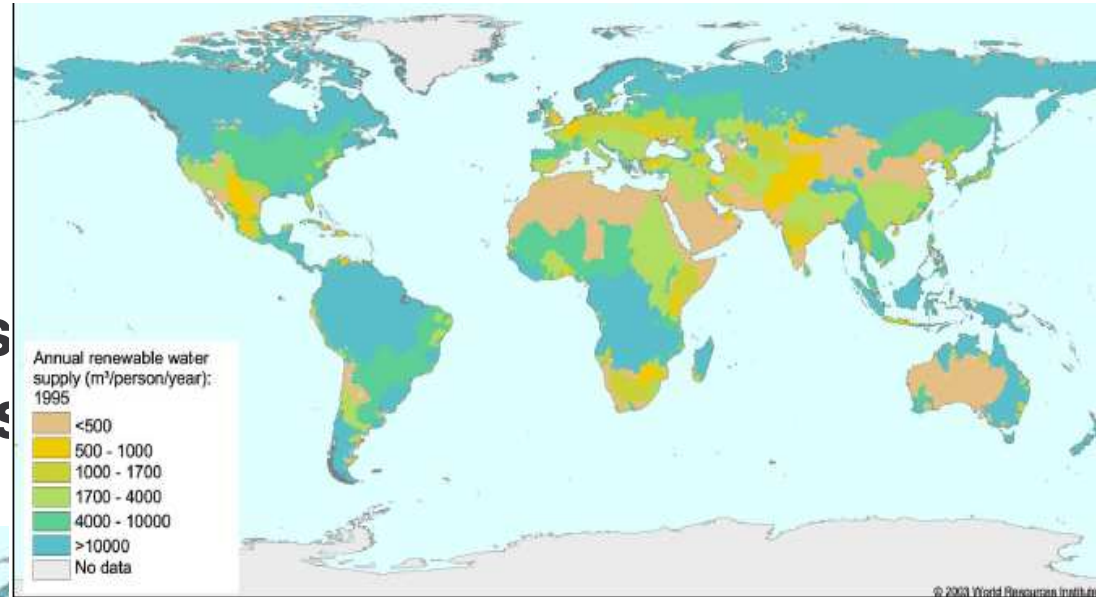 Annual renewable water
supply (m³/person/year):
1995
<500
500 - 1000
1000 - 1700
1700 - 4000
4000 - 10000
>10000
No data
© 2003 World Resources Institute